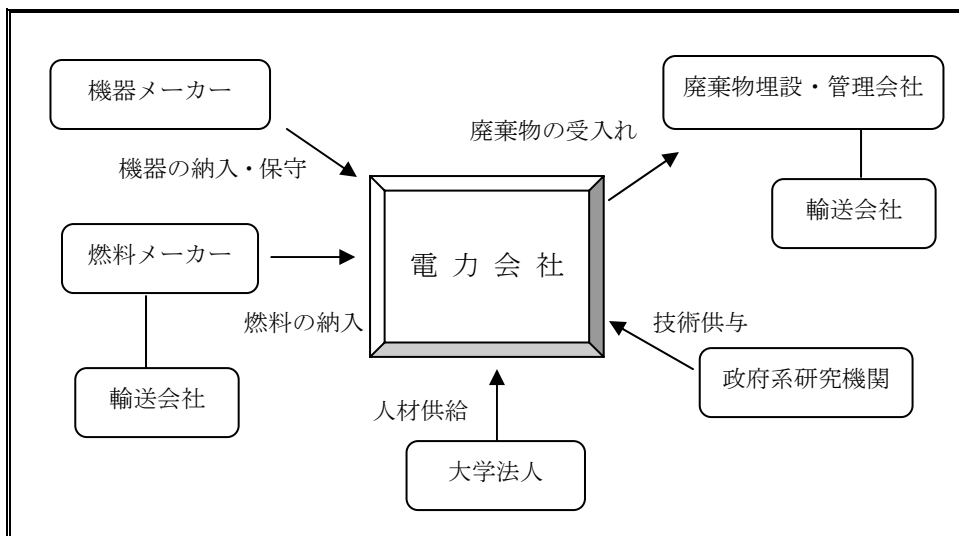 機器メーカー
廃棄物埋設・管理会社
廃棄物の受入れ
機器の納入・保守
輸送会社
燃料メーカー
電力会社
燃料の納入
技術供与
政府系研究機関
輸送会社
人材供給
大学法人